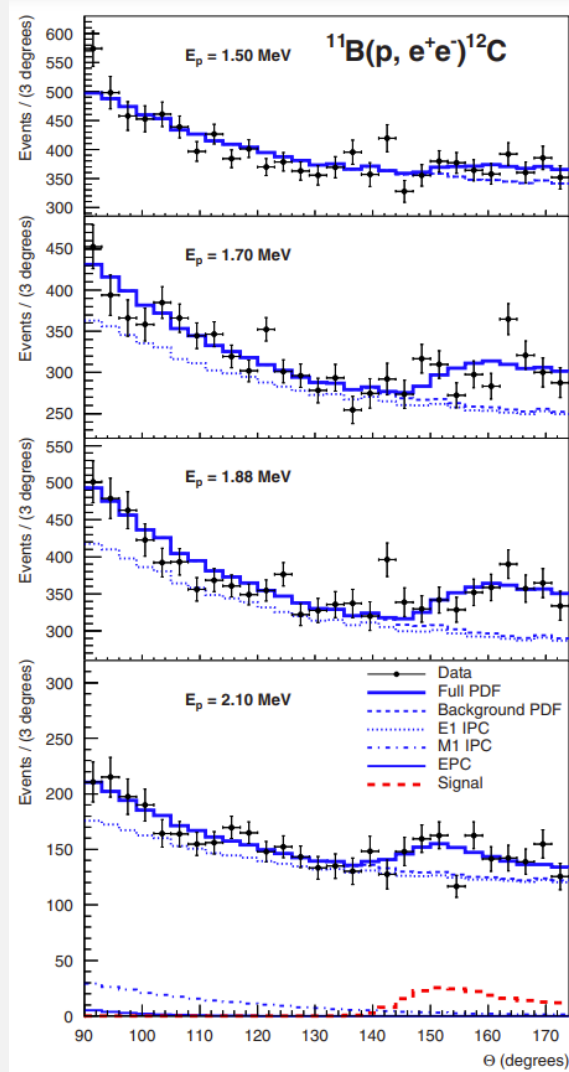 ¹¹B(p, e⁺e⁻)¹²C
E_p = 1.50 MeV
Events / (3 degrees)
600
550
500
450
400
350
300
E_p = 1.70 MeV
Events / (3 degrees)
450
400
350
300
250
E_p = 1.88 MeV
Events / (3 degrees)
550
500
450
400
350
300
E_p = 2.10 MeV
Events / (3 degrees)
300
250
200
150
100
50
0
Data
Full PDF
Background PDF
E1 IPC
M1 IPC
EPC
Signal
90 100 110 120 130 140 150 160 170
Θ (degrees)